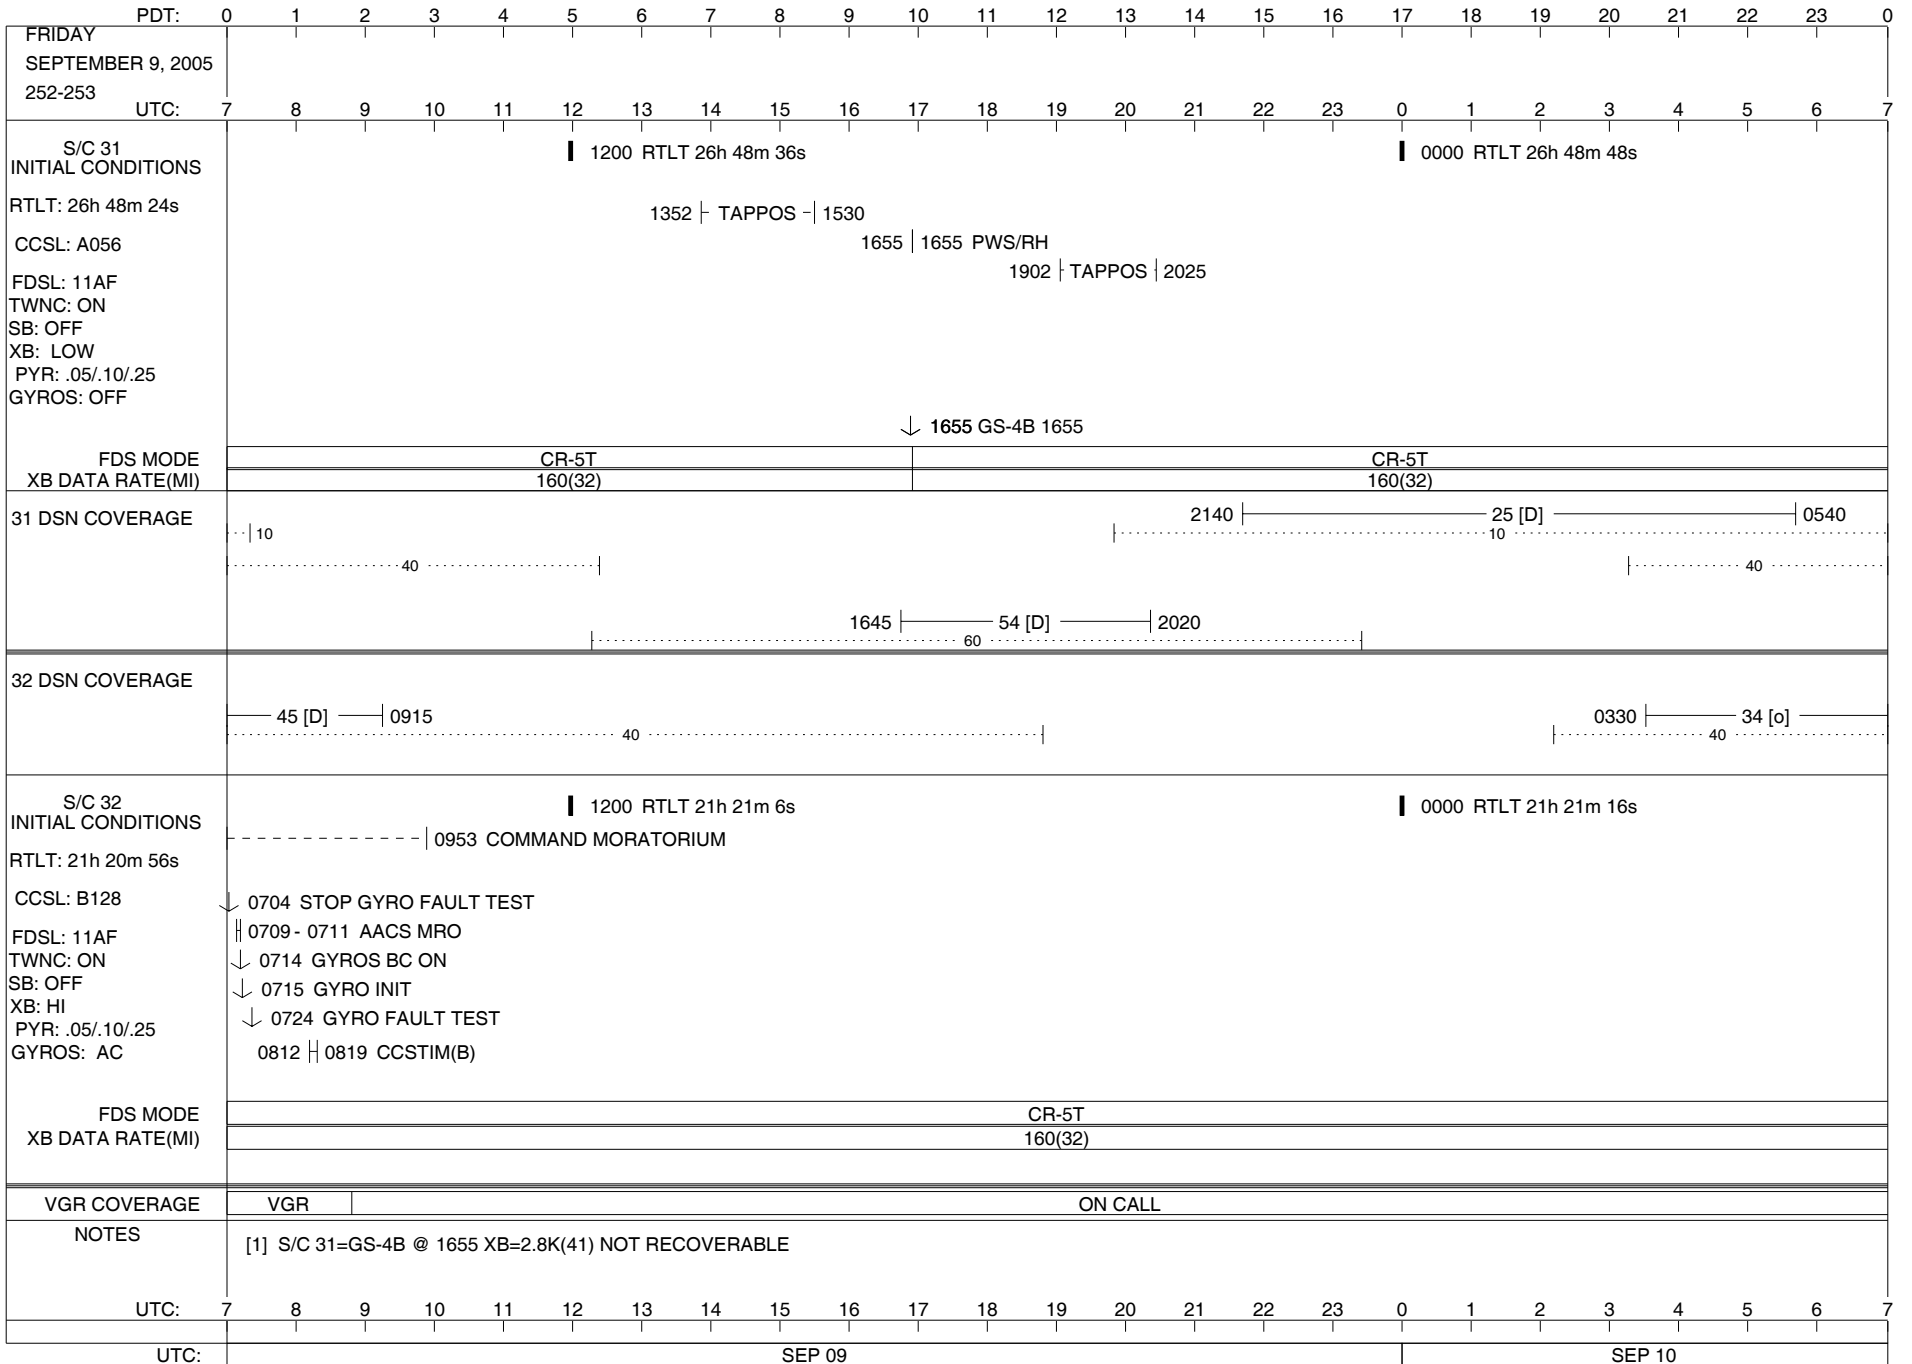 PDT: 0 1 2 3 4 5 6 7 8 9 10 11 12 13 14 15 16 17 18 19 20 21 22 23 0
FRIDAY
SEPTEMBER 9, 2005
252-253
UTC: 7 8 9 10 11 12 13 14 15 16 17 18 19 20 21 22 23 0 1 2 3 4 5 6 7
S/C 31
INITIAL CONDITIONS
1200 RTLT 26h 48m 36s
0000 RTLT 26h 48m 48s
RTLT: 26h 48m 24s
1352 TAPPOS 1530
CCSL: A056
1655 1655 PWS/RH
1902 TAPPOS 2025
FDSL: 11AF
TWNC: ON
SB: OFF
XB: LOW
PYR: .05/.10/.25
GYROS: OFF
1655 GS-4B 1655
FDS MODE CR-5T CR-5T
XB DATA RATE(MI) 160(32) 160(32)
31 DSN COVERAGE
2140 25 [D] 0540
10 10
40 40
1645 54 [D] 2020
60
32 DSN COVERAGE
45 [D] 0915 0330 34 [o]
40 40
S/C 32
INITIAL CONDITIONS
1200 RTLT 21h 21m 6s
0000 RTLT 21h 21m 16s
0953 COMMAND MORATORIUM
RTLT: 21h 20m 56s
CCSL: B128
0704 STOP GYRO FAULT TEST
FDSL: 11AF
0709 - 0711 AACS MRO
TWNC: ON
0714 GYROS BC ON
SB: OFF
0715 GYRO INIT
XB: HI
0724 GYRO FAULT TEST
PYR: .05/.10/.25
GYROS: AC
0812 0819 CCSTIM(B)
FDS MODE CR-5T
XB DATA RATE(MI) 160(32)
VGR COVERAGE VGR ON CALL
NOTES
[1] S/C 31=GS-4B @ 1655 XB=2.8K(41) NOT RECOVERABLE
UTC: 7 8 9 10 11 12 13 14 15 16 17 18 19 20 21 22 23 0 1 2 3 4 5 6 7
UTC: SEP 09 SEP 10